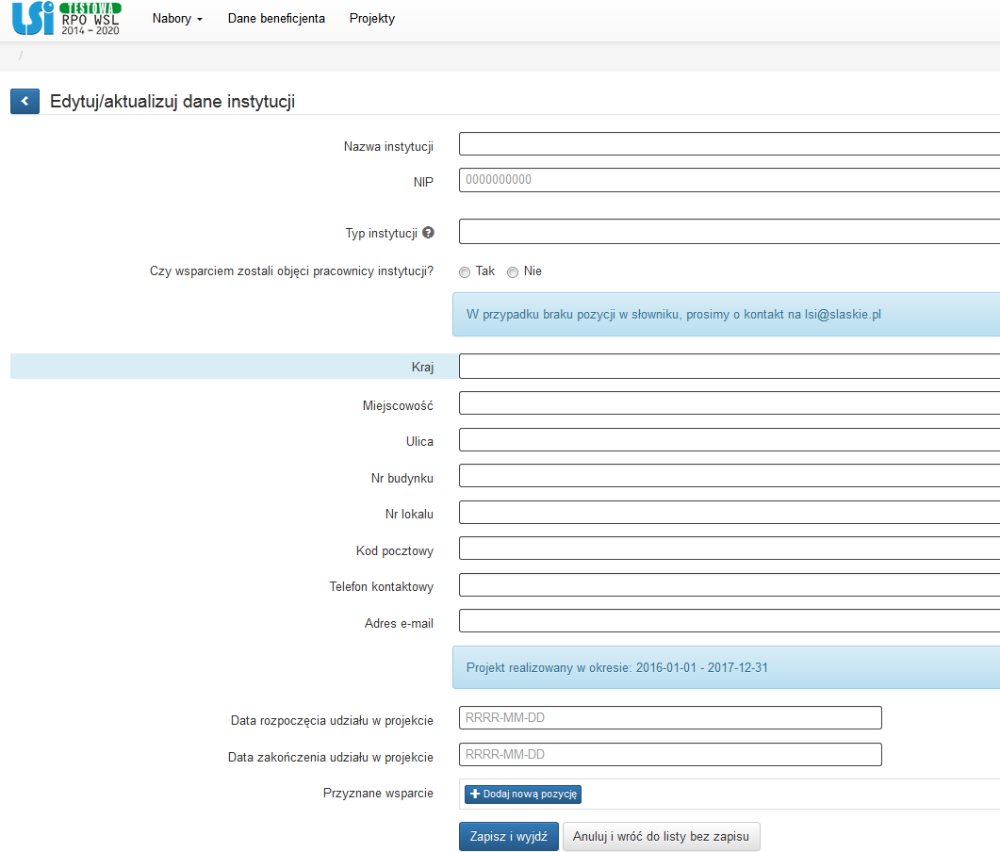 LSi TESTOWA
RPO WSL
2014 – 2020
Nabory Dane beneficjenta Projekty
/
Edytuj/aktualizuj dane instytucji
Nazwa instytucji
NIP 0000000000
Typ instytucji ?
Czy wsparciem zostali objęci pracownicy instytucji? Tak Nie
W przypadku braku pozycji w słowniku, prosimy o kontakt na lsi@slaskie.pl
Kraj
Miejscowość
Ulica
Nr budynku
Nr lokalu
Kod pocztowy
Telefon kontaktowy
Adres e-mail
Projekt realizowany w okresie: 2016-01-01 - 2017-12-31
Data rozpoczęcia udziału w projekcie RRRR-MM-DD
Data zakończenia udziału w projekcie RRRR-MM-DD
Przyznane wsparcie + Dodaj nową pozycję
Zapisz i wyjdź Anuluj i wróć do listy bez zapisu